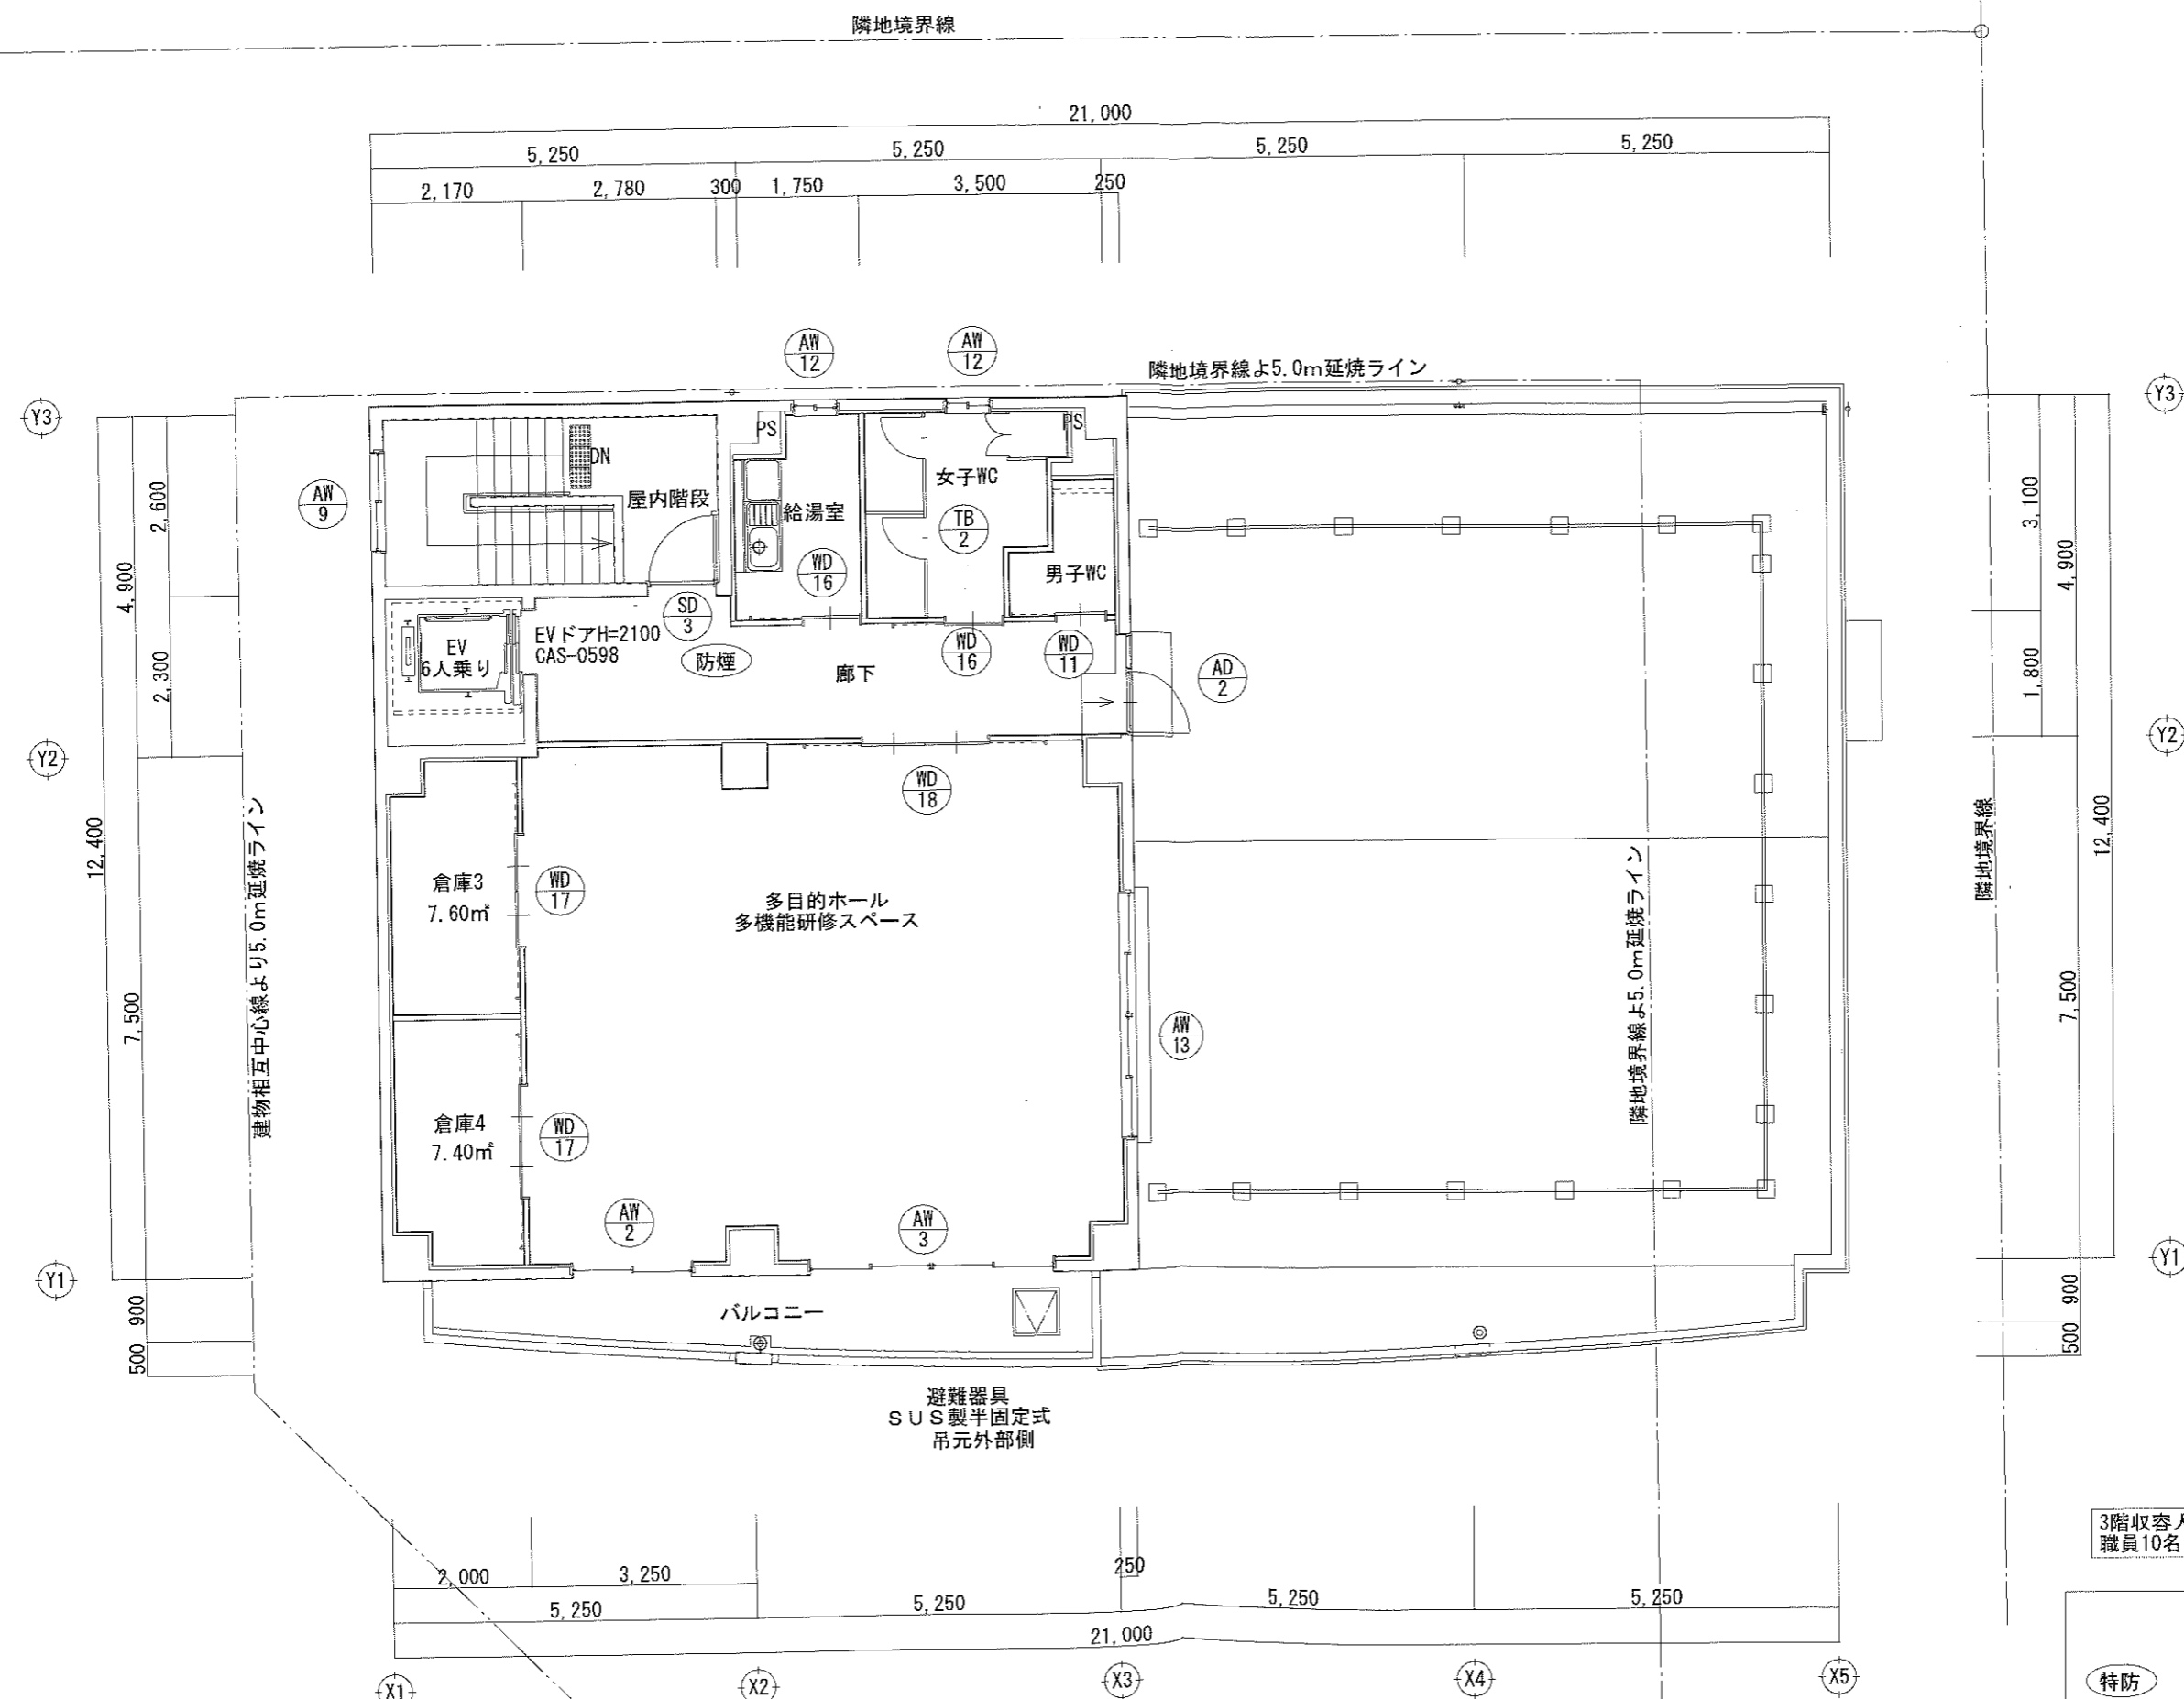 隣地境界線
21,000
5,250
5,250
5,250
5,250
2,170
2,780
300
1,750
3,500
250
AW
12
AW
12
隣地境界線よ5.0m延焼ライン
Y3
Y3
PS
PS
DN
AW
9
屋内階段
給湯室
女子WC
TB
2
WD
16
男子WC
SD
3
EV
6人乗り
EVドアH=2100
CAS-0598
防煙
廊下
WD
16
WD
11
AD
2
2,600
4,900
2,300
3,100
4,900
1,800
Y2
Y2
WD
18
12,400
7,500
建物相互中心線より5.0m延焼ライン
倉庫3
7.60㎡
WD
17
多目的ホール
多機能研修スペース
隣地境界線よ5.0m延焼ライン
隣地境界線
12,400
7,500
AW
13
倉庫4
7.40㎡
WD
17
AW
2
AW
3
Y1
Y1
900
500
900
500
バルコニー
避難器具
SUS製半固定式
吊元外部側
3階収容人
職員10名
2,000
3,250
250
5,250
5,250
5,250
5,250
21,000
X1
X2
X3
X4
X5
特防